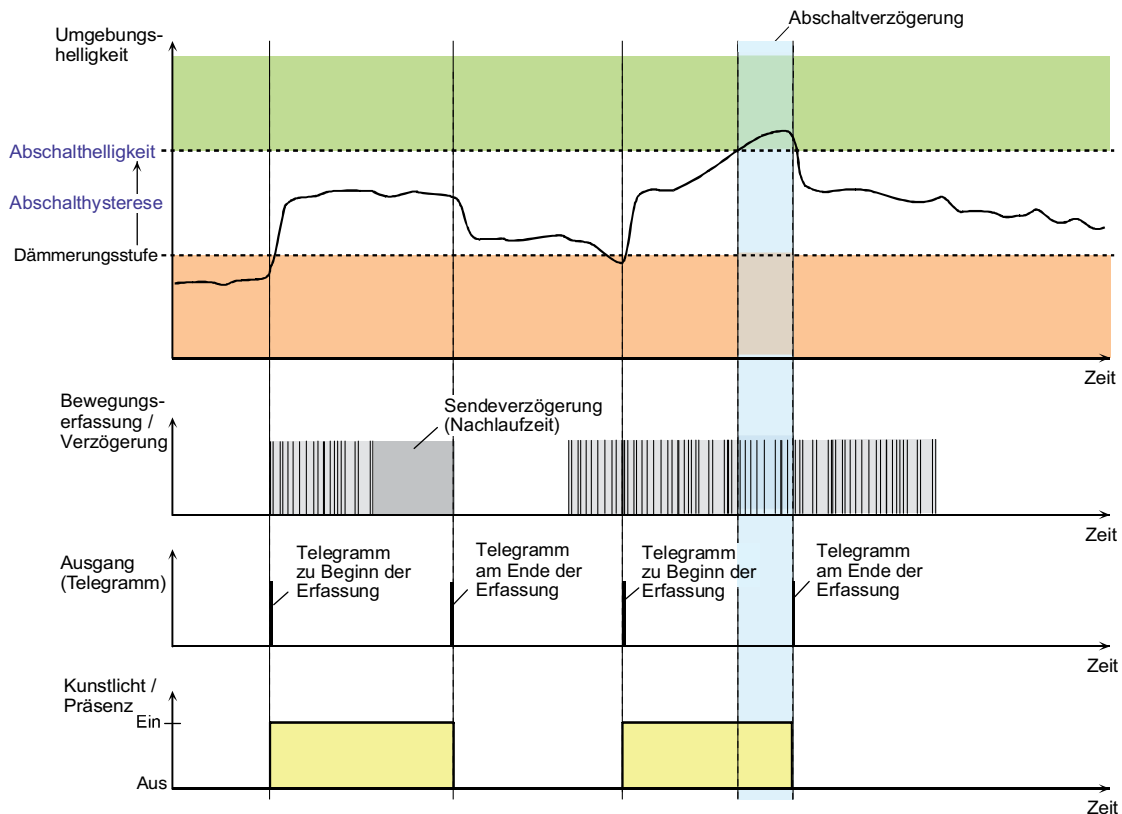 Abschaltverzögerung
Umgebungs-
helligkeit
Abschalthelligkeit
Abschalthysterese
Dämmerungsstufe
Zeit
Bewegungs-
erfassung /
Verzögerung
Sendeverzögerung
(Nachlaufzeit)
Zeit
Ausgang
(Telegramm)
Telegramm
zu Beginn der
Erfassung
Telegramm
am Ende der
Erfassung
Telegramm
zu Beginn der
Erfassung
Telegramm
am Ende der
Erfassung
Zeit
Kunstlicht /
Präsenz
Ein
Aus
Zeit